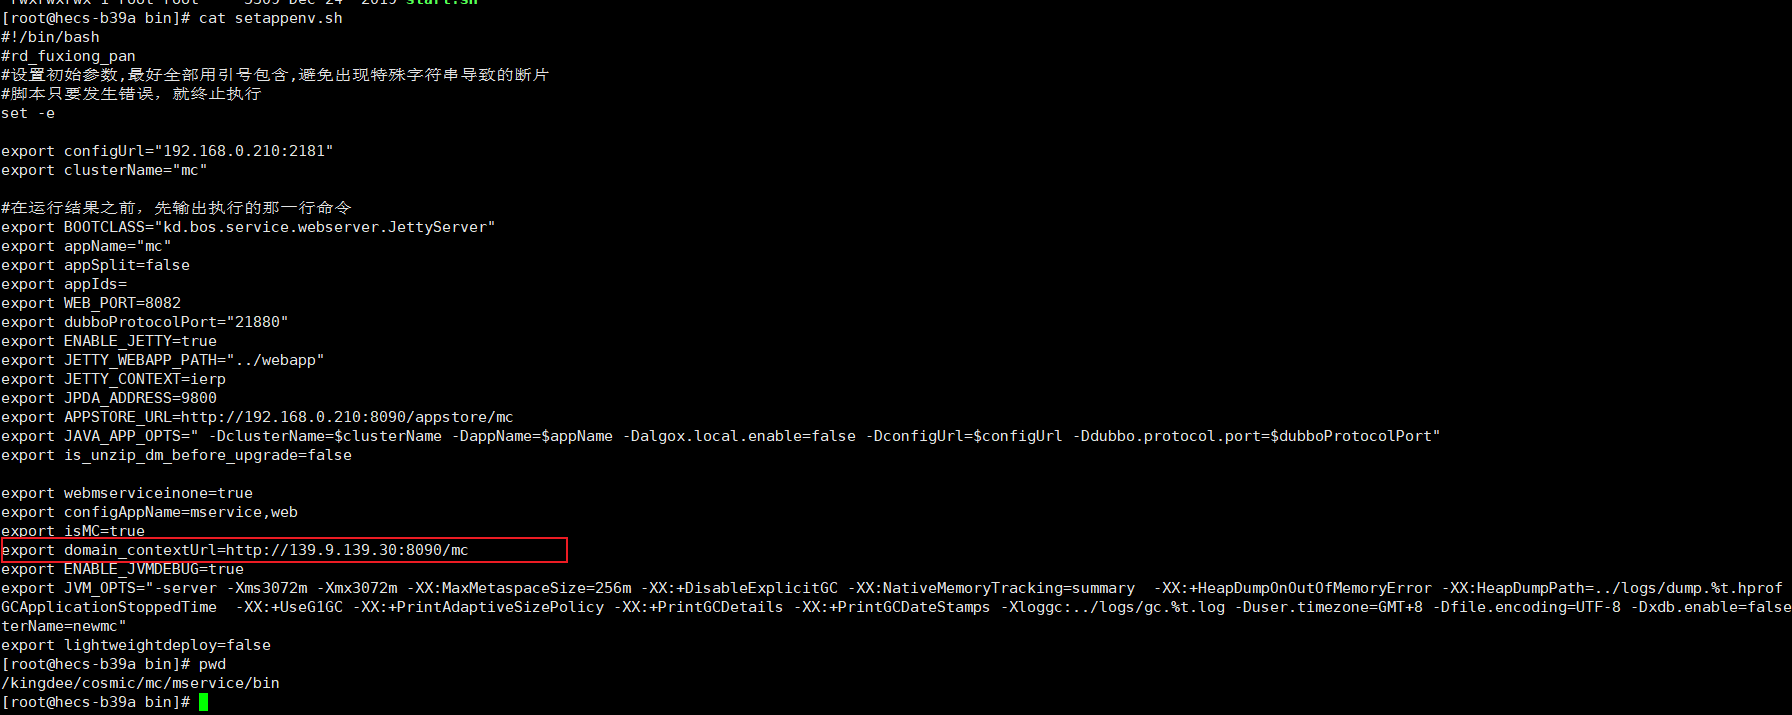 -rwxrwxrwx 1 root root    5309 Dec 24  2019 start.sh
[root@hecs-b39a bin]# cat setappenv.sh
#!/bin/bash
#rd_fuxiong_pan
#设置初始参数,最好全部用引号包含,避免出现特殊字符串导致的断片
#脚本只要发生错误，就终止执行
set -e
export configUrl="192.168.0.210:2181"
export clusterName="mc"
#在运行结果之前，先输出执行的那一行命令
export BOOTCLASS="kd.bos.service.webserver.JettyServer"
export appName="mc"
export appSplit=false
export appIds=
export WEB_PORT=8082
export dubboProtocolPort="21880"
export ENABLE_JETTY=true
export JETTY_WEBAPP_PATH="../webapp"
export JETTY_CONTEXT=ierp
export JPDA_ADDRESS=9800
export APPSTORE_URL=http://192.168.0.210:8090/appstore/mc
export JAVA_APP_OPTS=" -DclusterName=$clusterName -DappName=$appName -Dalgox.local.enable=false -DconfigUrl=$configUrl -Ddubbo.protocol.port=$dubboProtocolPort"
export is_unzip_dm_before_upgrade=false
export webmserviceinone=true
export configAppName=mservice,web
export isMC=true
export domain_contextUrl=http://139.9.139.30:8090/mc
export ENABLE_JVMDEBUG=true
export JVM_OPTS="-server -Xms3072m -Xmx3072m -XX:MaxMetaspaceSize=256m -XX:+DisableExplicitGC -XX:NativeMemoryTracking=summary  -XX:+HeapDumpOnOutOfMemoryError -XX:HeapDumpPath=../logs/dump.%t.hprof
GCApplicationStoppedTime  -XX:+UseG1GC -XX:+PrintAdaptiveSizePolicy -XX:+PrintGCDetails -XX:+PrintGCDateStamps -Xloggc:../logs/gc.%t.log -Duser.timezone=GMT+8 -Dfile.encoding=UTF-8 -Dxdb.enable=false
terName=newmc"
export lightweightdeploy=false
[root@hecs-b39a bin]# pwd
/kingdee/cosmic/mc/mservice/bin
[root@hecs-b39a bin]#